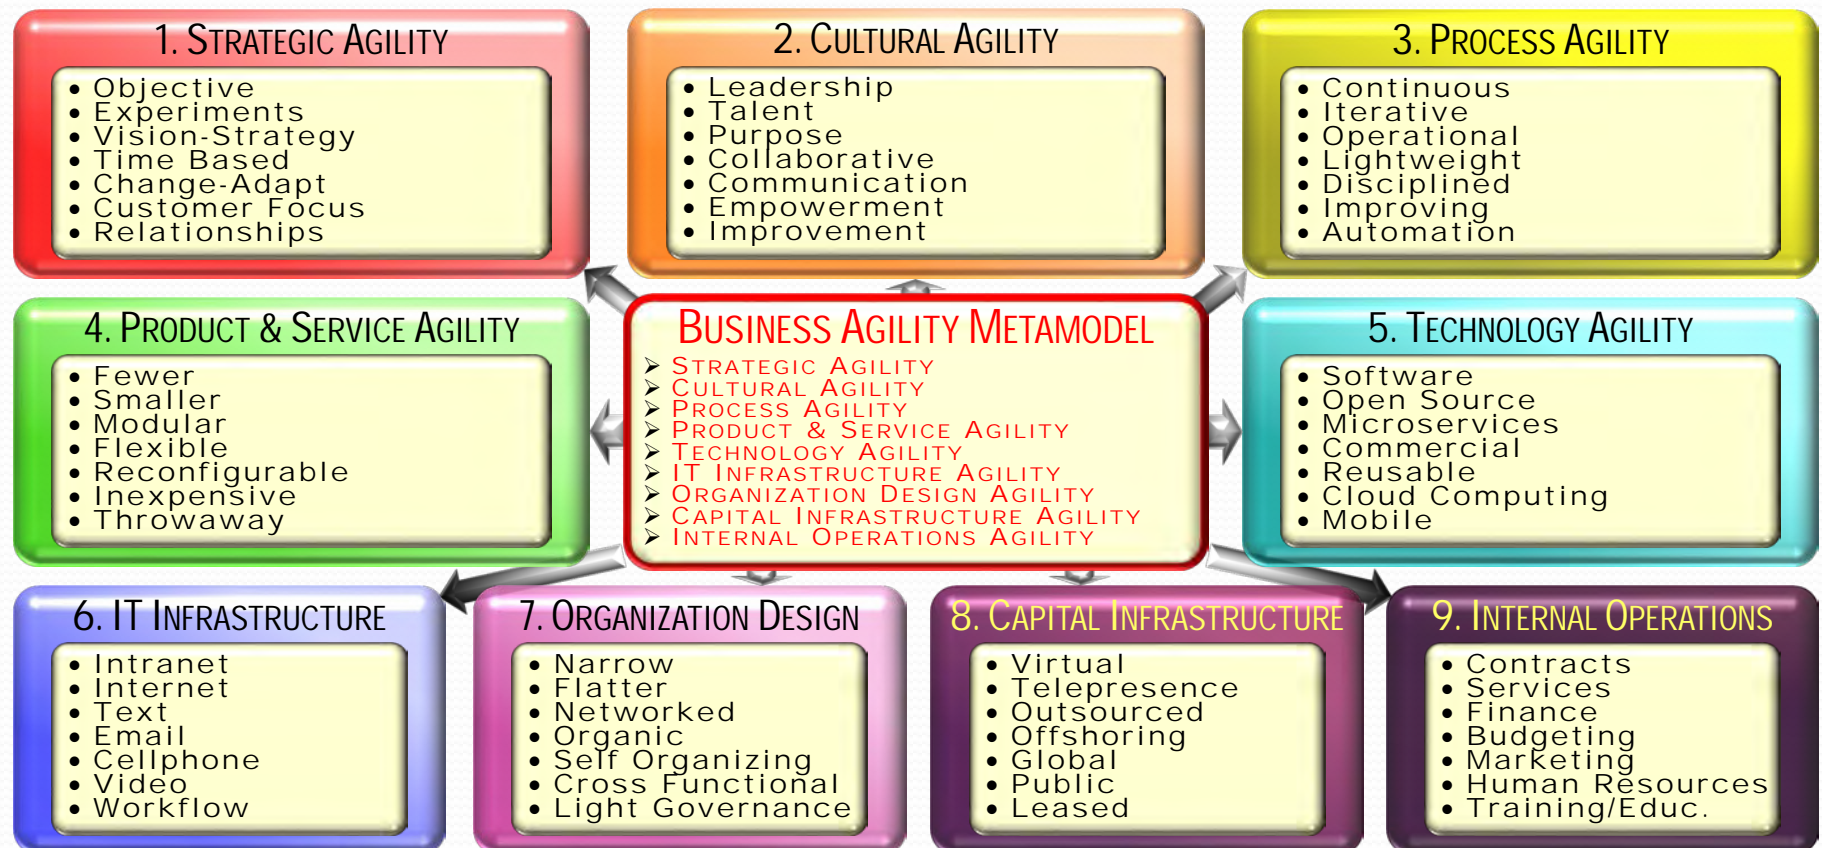 1. STRATEGIC AGILITY
• Objective
• Experiments
• Vision-Strategy
• Time Based
• Change-Adapt
• Customer Focus
• Relationships
2. CULTURAL AGILITY
• Leadership
• Talent
• Purpose
• Collaborative
• Communication
• Empowerment
• Improvement
3. PROCESS AGILITY
• Continuous
• Iterative
• Operational
• Lightweight
• Disciplined
• Improving
• Automation
4. PRODUCT & SERVICE AGILITY
• Fewer
• Smaller
• Modular
• Flexible
• Reconfigurable
• Inexpensive
• Throwaway
BUSINESS AGILITY METAMODEL
➢ STRATEGIC AGILITY
➢ CULTURAL AGILITY
➢ PROCESS AGILITY
➢ PRODUCT & SERVICE AGILITY
➢ TECHNOLOGY AGILITY
➢ IT INFRASTRUCTURE AGILITY
➢ ORGANIZATION DESIGN AGILITY
➢ CAPITAL INFRASTRUCTURE AGILITY
➢ INTERNAL OPERATIONS AGILITY
5. TECHNOLOGY AGILITY
• Software
• Open Source
• Microservices
• Commercial
• Reusable
• Cloud Computing
• Mobile
6. IT INFRASTRUCTURE
• Intranet
• Internet
• Text
• Email
• Cellphone
• Video
• Workflow
7. ORGANIZATION DESIGN
• Narrow
• Flatter
• Networked
• Organic
• Self Organizing
• Cross Functional
• Light Governance
8. CAPITAL INFRASTRUCTURE
• Virtual
• Telepresence
• Outsourced
• Offshoring
• Global
• Public
• Leased
9. INTERNAL OPERATIONS
• Contracts
• Services
• Finance
• Budgeting
• Marketing
• Human Resources
• Training/Educ.